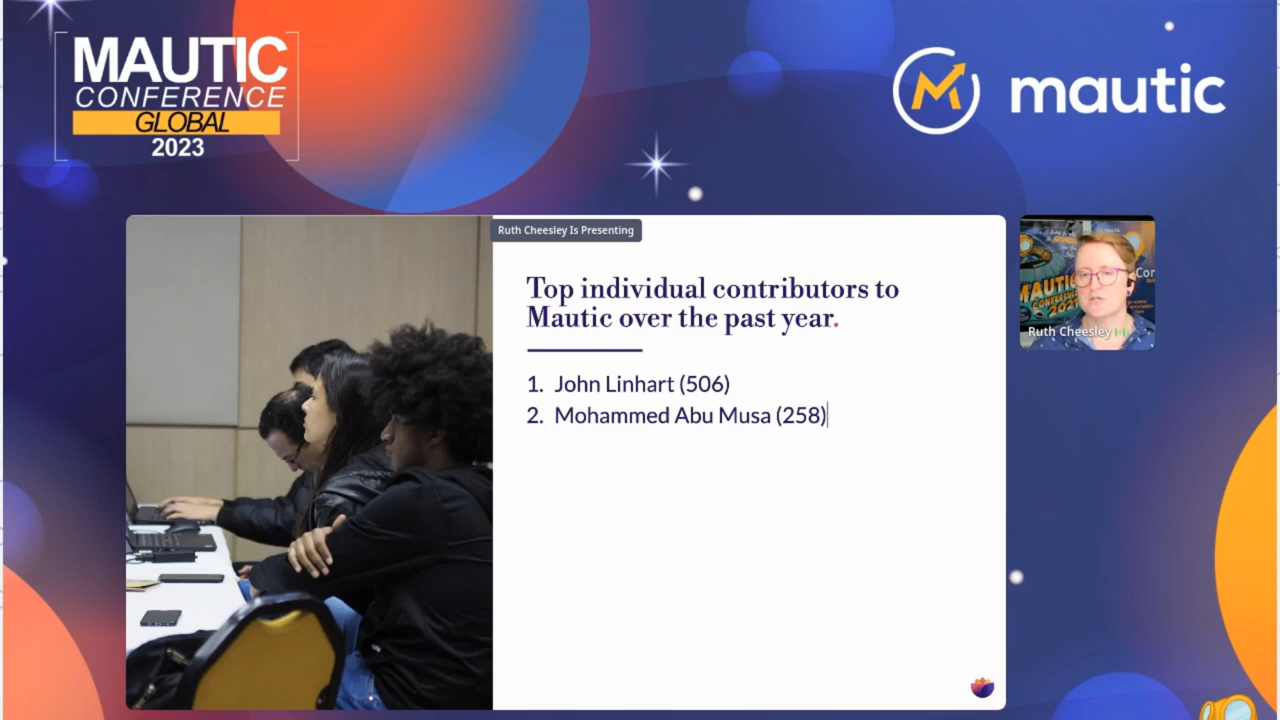 MAUTIC
CONFERENCE
GLOBAL
2023
mautic
Ruth Cheesley Is Presenting
Top individual contributors to
Mautic over the past year.
1. John Linhart (506)
2. Mohammed Abu Musa (258)
MAUTIC
Ruth Cheesley